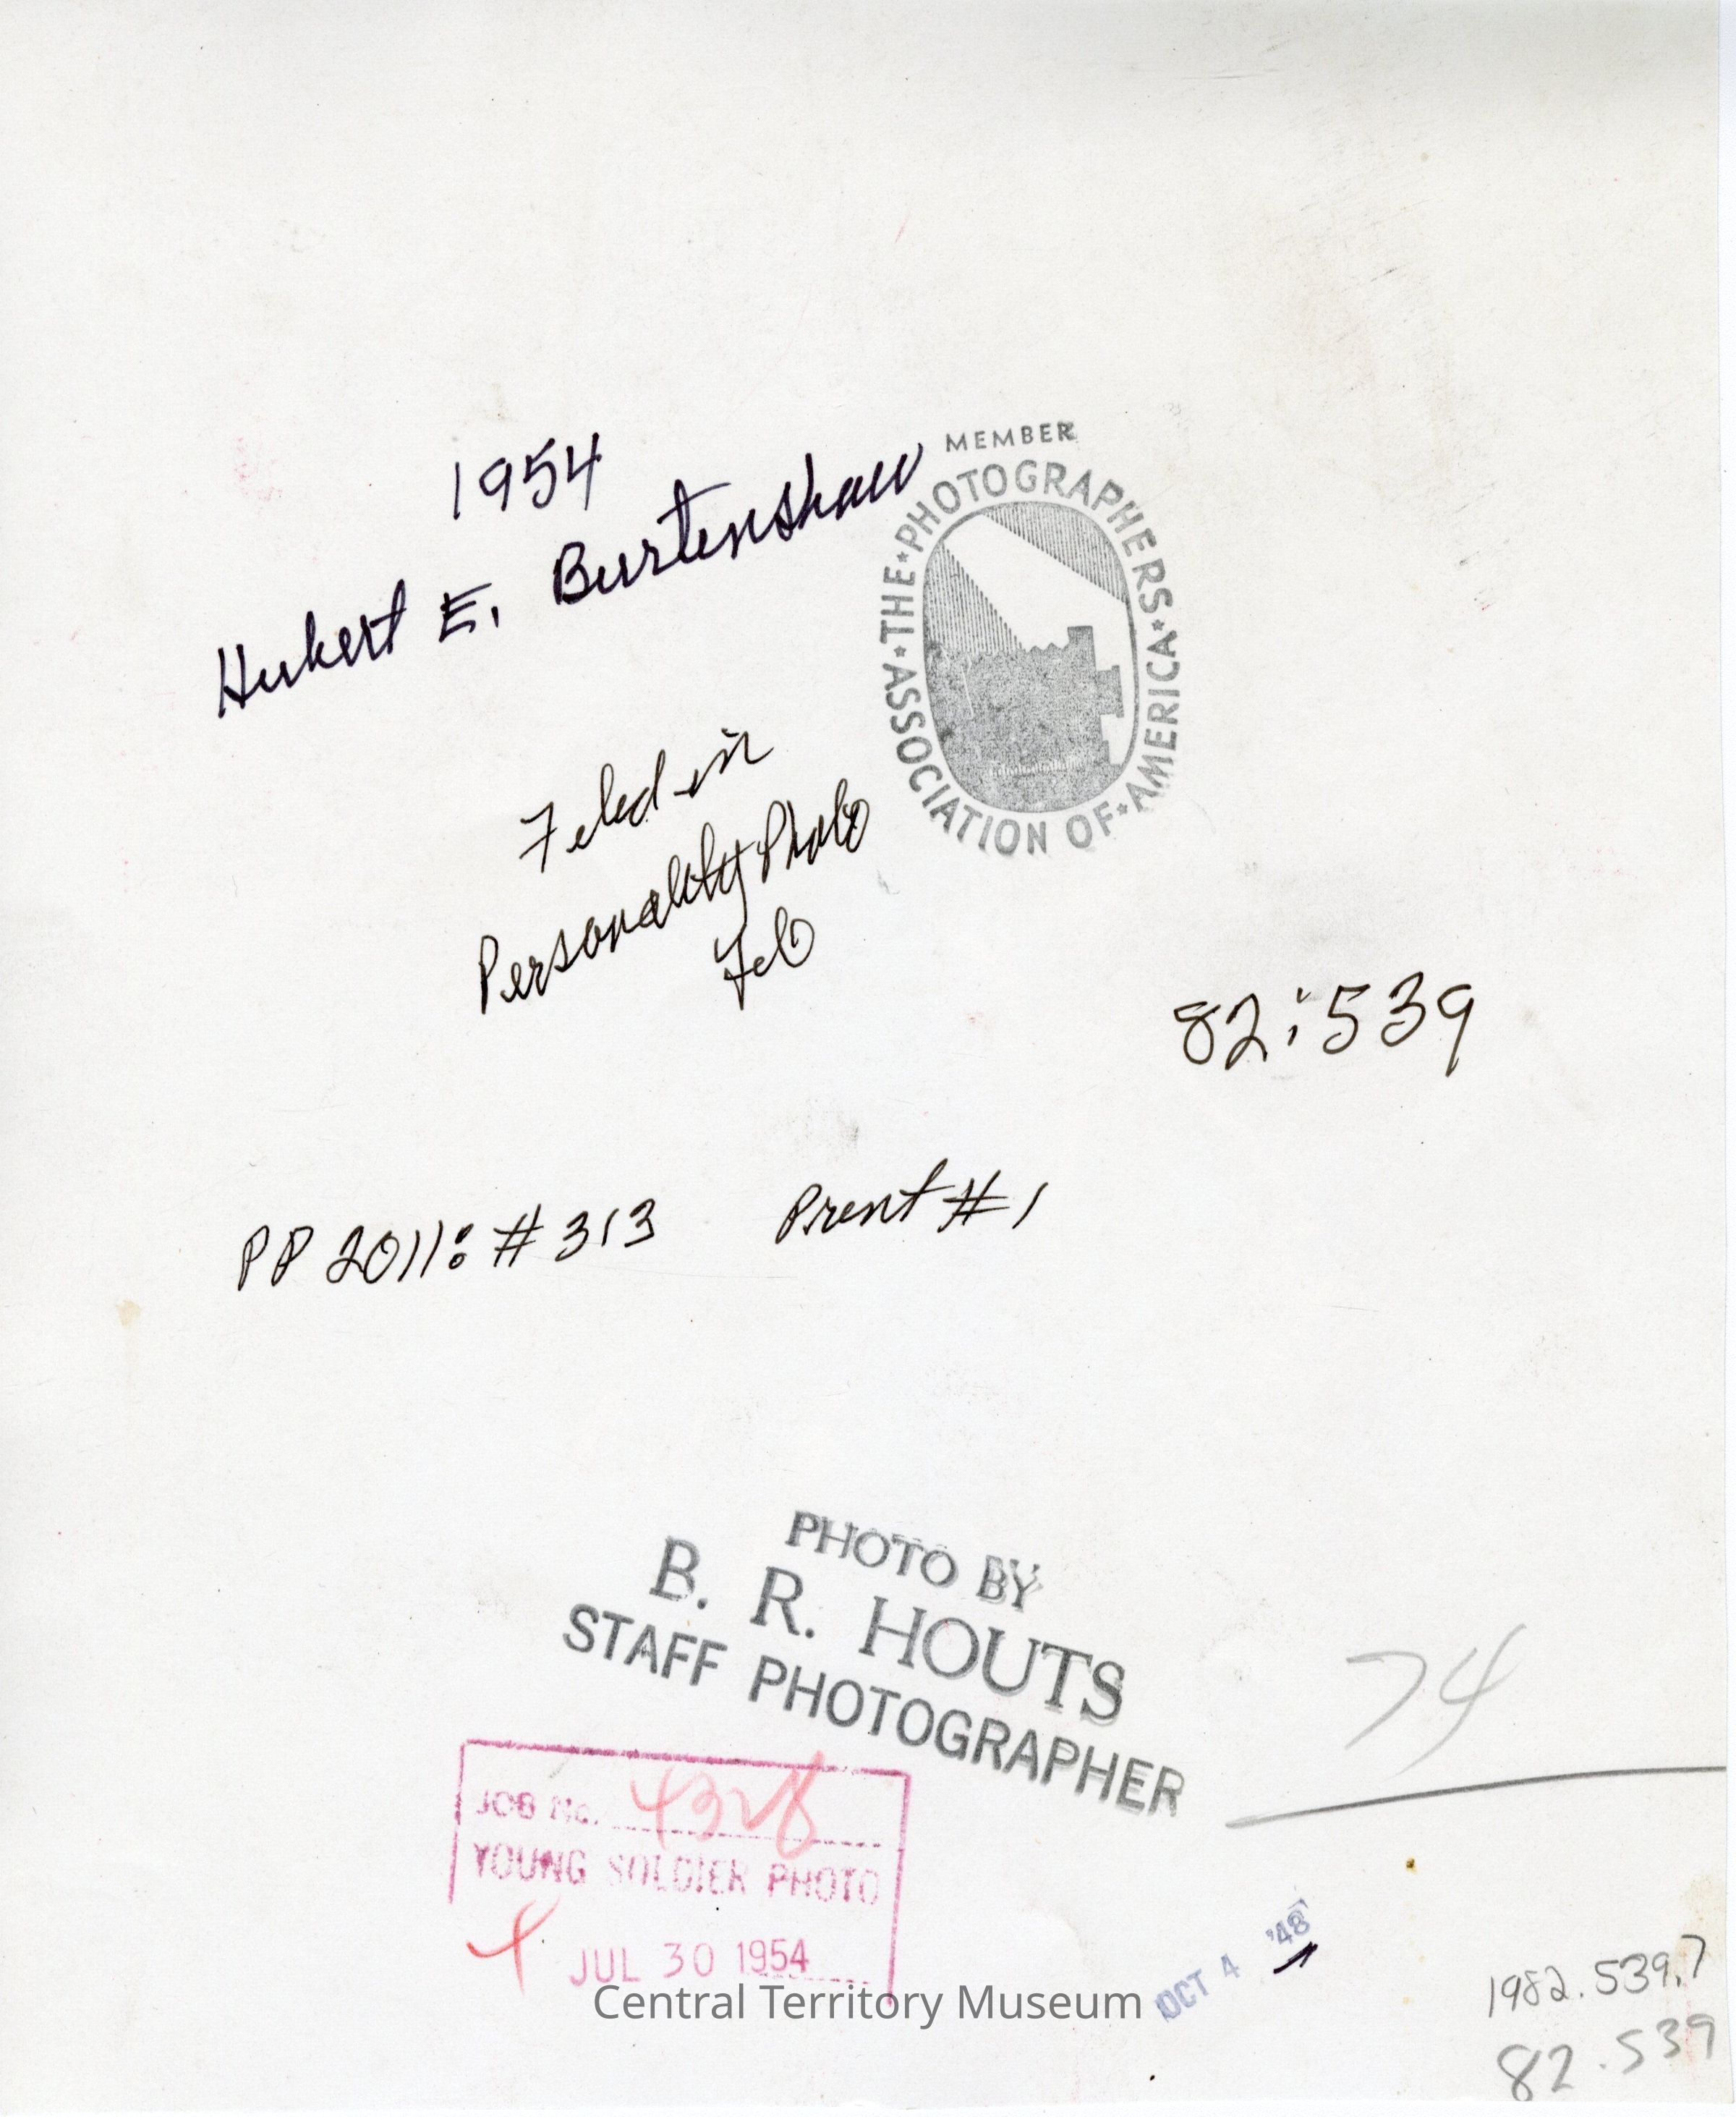 1954
Hubert E. Burtenshaw
MEMBER
THE PHOTOGRAPHERS ASSOCIATION OF AMERICA
Filed in
Personality Photo
File
82:539
PP 2011: #313 Print #1
PHOTO BY
B. R. HOUTS
STAFF PHOTOGRAPHER
74
JOB No. 4328
YOUNG SOLDIER PHOTO
JUL 30 1954
OCT 4 '48
1982.539.7
82.539
Central Territory Museum